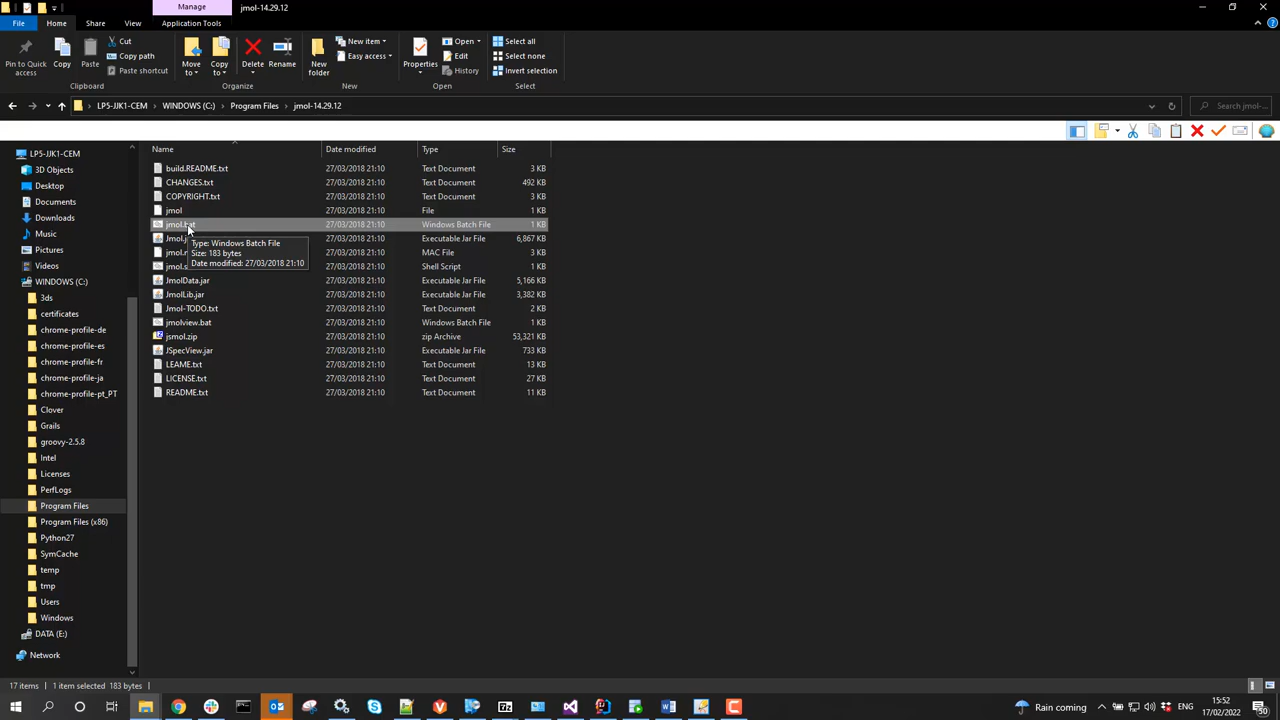 Manage
jmol-14.29.12
File
Home
Share
View
Application Tools
Pin to Quick access
Copy
Paste
Cut
Copy path
Paste shortcut
Clipboard
Move to
Copy to
Delete
Rename
Organize
New folder
New item
Easy access
New
Properties
Open
Edit
History
Open
Select all
Select none
Invert selection
Select
LP5-JJK1-CEM
WINDOWS (C:)
Program Files
jmol-14.29.12
Search jmol-...
LP5-JJK1-CEM
3D Objects
Desktop
Documents
Downloads
Music
Pictures
Videos
WINDOWS (C:)
3ds
certificates
chrome-profile-de
chrome-profile-es
chrome-profile-fr
chrome-profile-ja
chrome-profile-pt_PT
Clover
Grails
groovy-2.5.8
Intel
Licenses
PerfLogs
Program Files
Program Files (x86)
Python27
SymCache
temp
tmp
Users
Windows
DATA (E:)
Network
Name Date modified Type Size
build.README.txt 27/03/2018 21:10 Text Document 3 KB
CHANGES.txt 27/03/2018 21:10 Text Document 492 KB
COPYRIGHT.txt 27/03/2018 21:10 Text Document 3 KB
jmol 27/03/2018 21:10 File 1 KB
jmol.bat 27/03/2018 21:10 Windows Batch File 1 KB
Jmol.j 27/03/2018 21:10 Executable Jar File 6,867 KB
jmol. 27/03/2018 21:10 MAC File 1 KB
jmol.s 27/03/2018 21:10 Shell Script 1 KB
JmolData.jar 27/03/2018 21:10 Executable Jar File 5,166 KB
JmolLib.jar 27/03/2018 21:10 Executable Jar File 3,382 KB
Jmol-TODO.txt 27/03/2018 21:10 Text Document 2 KB
jmolview.bat 27/03/2018 21:10 Windows Batch File 1 KB
jsmol.zip 27/03/2018 21:10 zip Archive 53,321 KB
JSpecView.jar 27/03/2018 21:10 Executable Jar File 733 KB
LEAME.txt 27/03/2018 21:10 Text Document 13 KB
LICENSE.txt 27/03/2018 21:10 Text Document 27 KB
README.txt 27/03/2018 21:10 Text Document 11 KB
Type: Windows Batch File
Size: 183 bytes
Date modified: 27/03/2018 21:10
17 items 1 item selected 183 bytes
Rain coming
15:52
17/02/2022